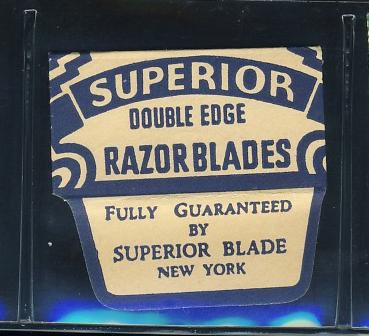 SUPERIOR
DOUBLE EDGE
RAZOR BLADES
FULLY GUARANTEED
BY
SUPERIOR BLADE
NEW YORK